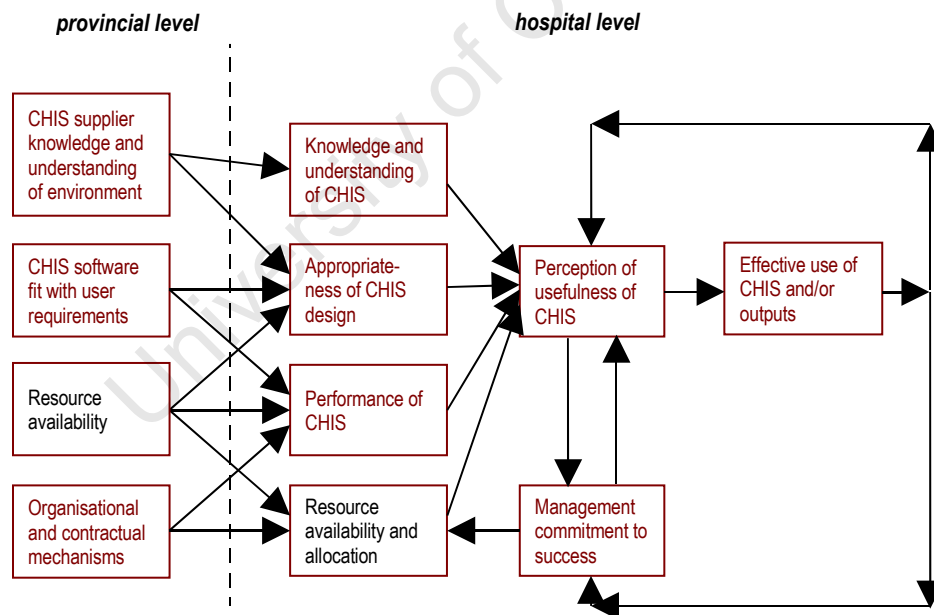 provincial level
hospital level
CHIS supplier
knowledge and
understanding
of environment
Knowledge and
understanding
of CHIS
CHIS software
fit with user
requirements
Appropriate-
ness of CHIS
design
Perception of
usefulness of
CHIS
Effective use of
CHIS and/or
outputs
Resource
availability
Performance of
CHIS
Organisational
and contractual
mechanisms
Resource
availability and
allocation
Management
commitment to
success
University of